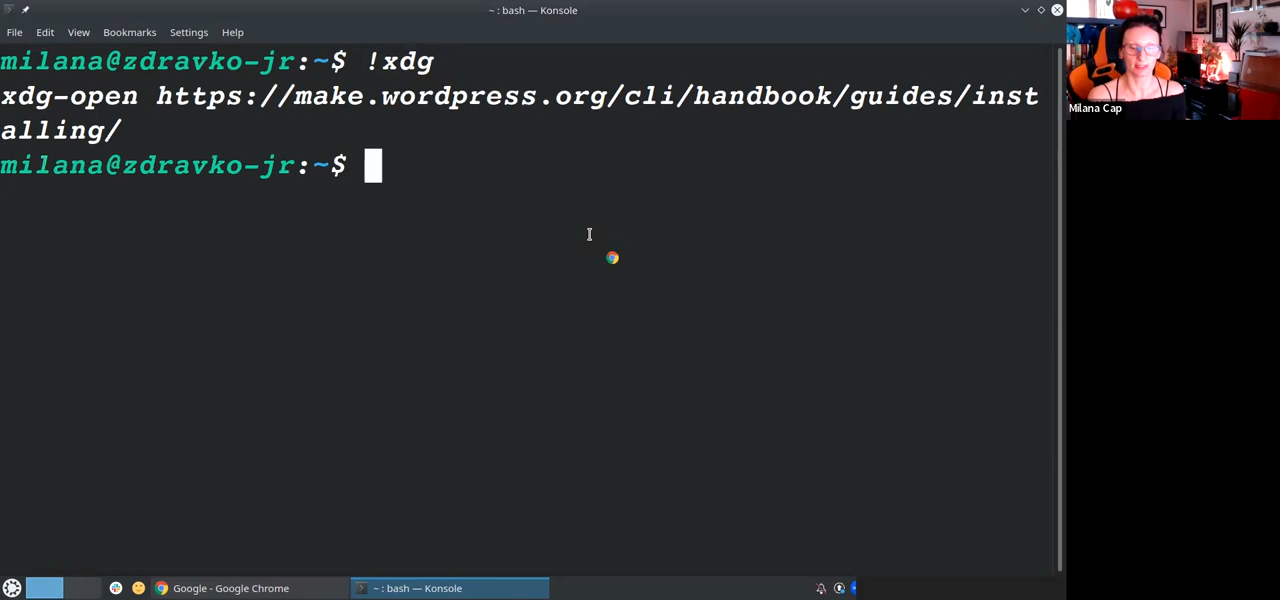 ~ : bash — Konsole
File Edit View Bookmarks Settings Help
milana@zdravko-jr:~$ !xdg
xdg-open https://make.wordpress.org/cli/handbook/guides/inst
alling/
milana@zdravko-jr:~$
Milana Cap
Google - Google Chrome
~ : bash — Konsole